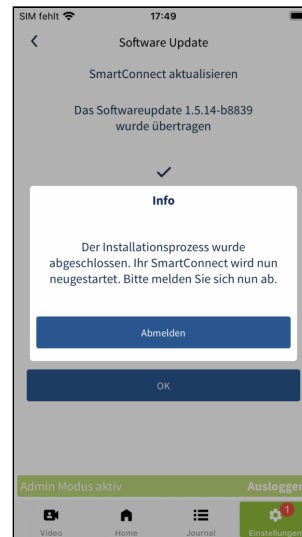 SIM fehlt 17:49
Software Update
SmartConnect aktualisieren
Das Softwareupdate 1.5.14-b8839
wurde übertragen
Info
Der Installationsprozess wurde
abgeschlossen. Ihr SmartConnect wird nun
neugestartet. Bitte melden Sie sich nun ab.
Abmelden
OK
Admin Modus aktiv Ausloggen
1
Video Home Journal Einstellungen